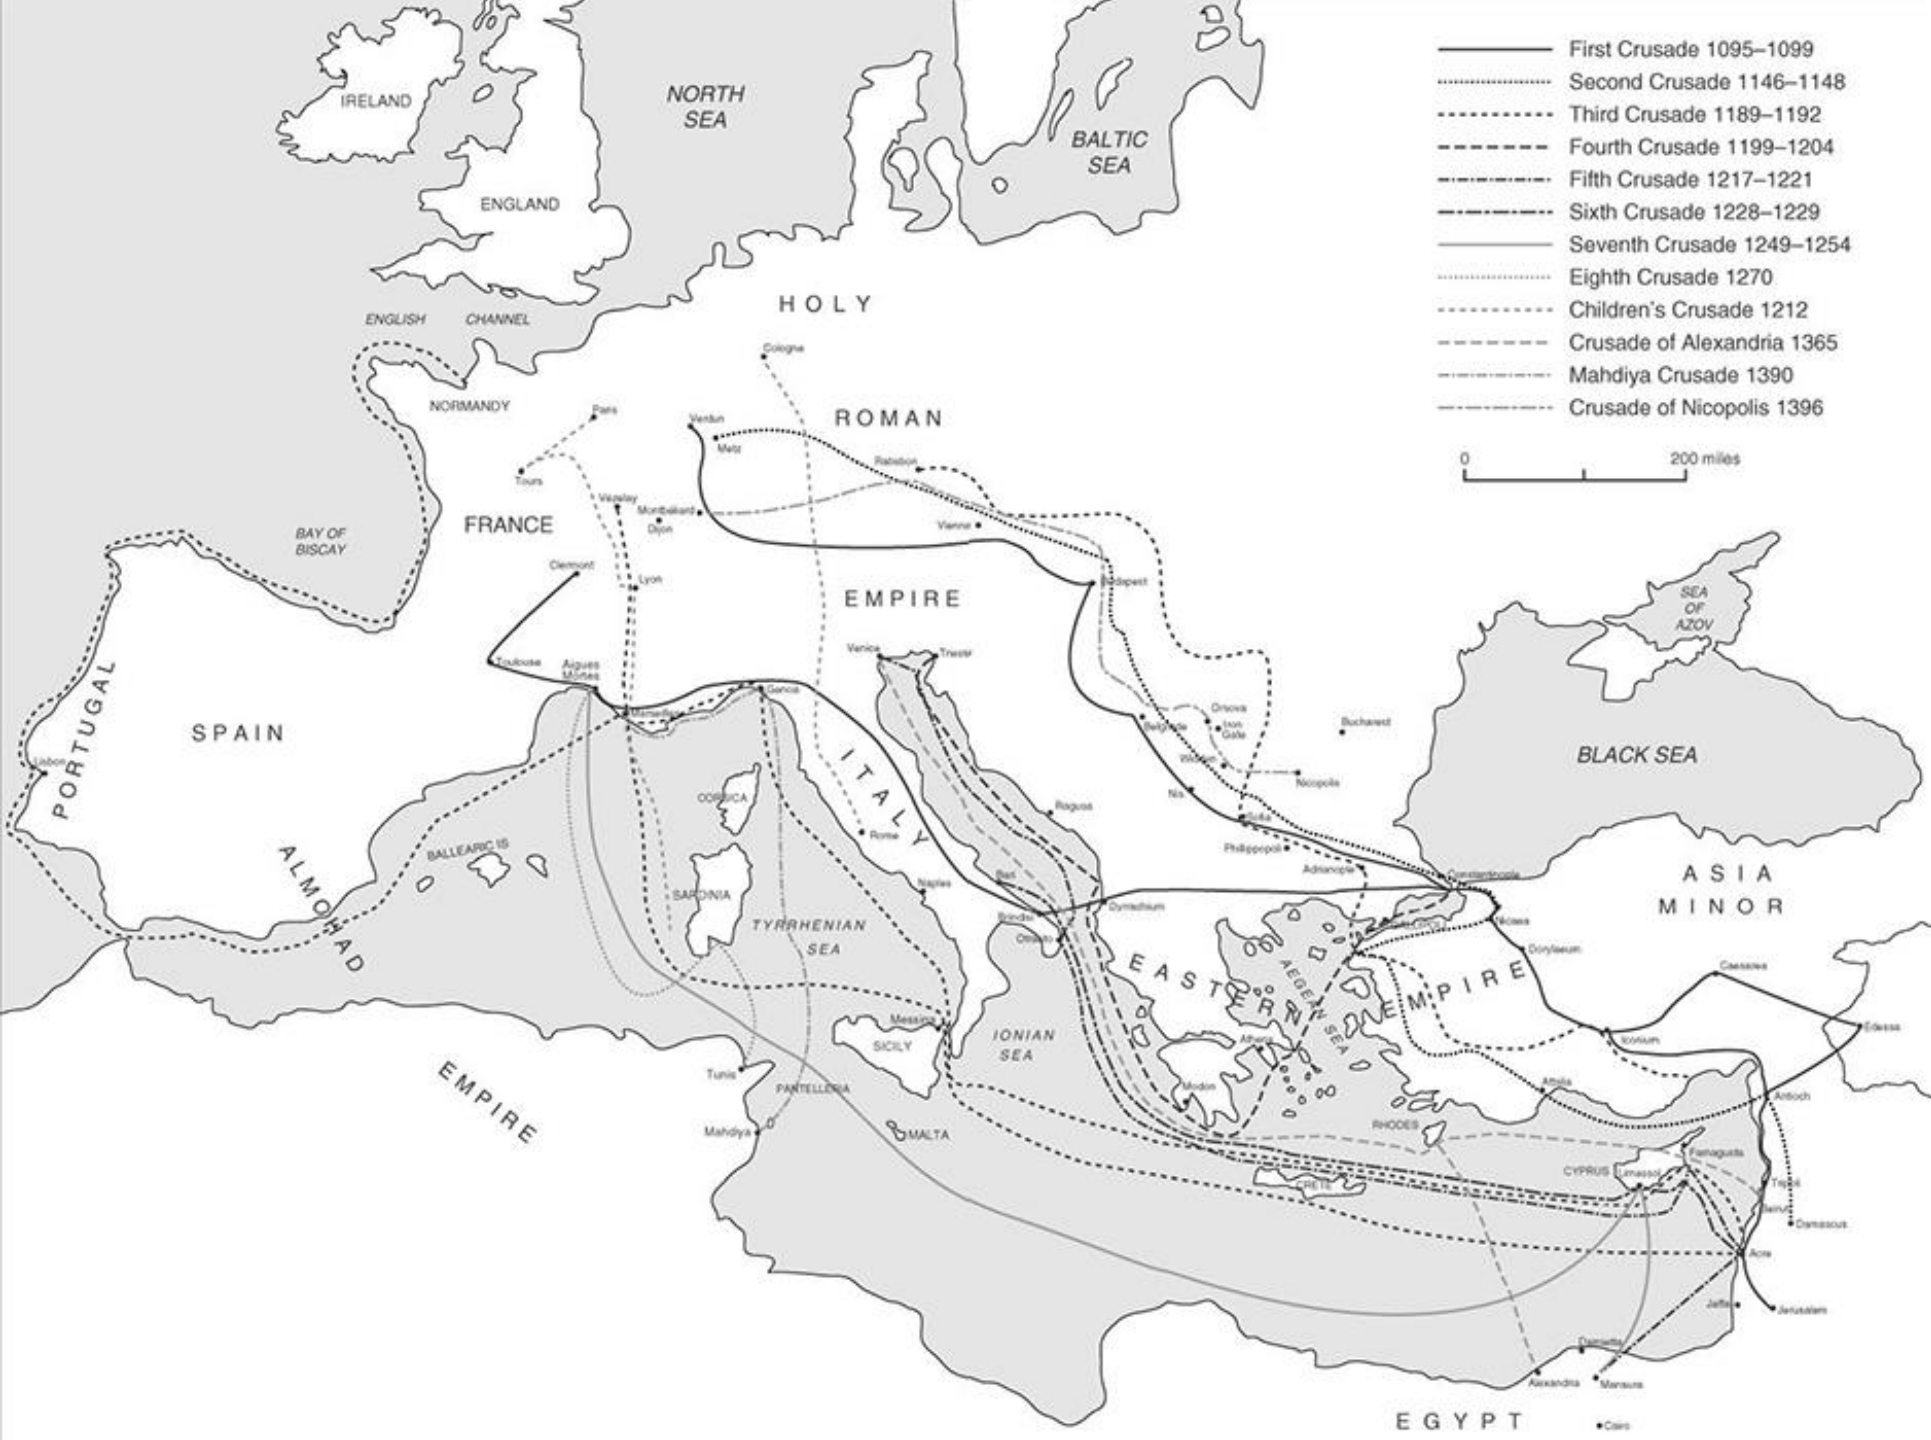 First Crusade 1095–1099
Second Crusade 1146–1148
Third Crusade 1189–1192
Fourth Crusade 1199–1204
Fifth Crusade 1217–1221
Sixth Crusade 1228–1229
Seventh Crusade 1249–1254
Eighth Crusade 1270
Children's Crusade 1212
Crusade of Alexandria 1365
Mahdiya Crusade 1390
Crusade of Nicopolis 1396
0 200 miles
IRELAND
NORTH
SEA
BALTIC
SEA
ENGLAND
ENGLISH CHANNEL
HOLY
Cologne
NORMANDY
Paris
Verdun
Metz
ROMAN
Ratisbon
Tours
Vézelay
Montbéliard
Dijon
Vienna
FRANCE
BAY OF
BISCAY
Clermont
Lyon
EMPIRE
Budapest
SEA
OF
AZOV
Toulouse
Aigues
Mortes
Venice
Trieste
Genoa
Marseilles
PORTUGAL
SPAIN
Lisbon
ITALY
Belgrade
Orsova
Iron
Gate
Bucharest
Widdin
Nicopolis
BLACK SEA
Nis
Sofia
CORSICA
Ragusa
Rome
Philippopoli
Adrianople
Constantinople
ALMOHAD
BALLEARIC IS
SARDINIA
Naples
Bari
Brindisi
Otranto
Dyrrachium
TYRRHENIAN
SEA
GALLIPOLI
Nicaea
Dorylaeum
ASIA
MINOR
Caesarea
EASTERN
AEGEAN SEA
EMPIRE
Edessa
Messina
SICILY
IONIAN
SEA
Athens
Iconium
EMPIRE
Tunis
PANTELLERIA
Modon
Attalia
Antioch
Mahdiya
MALTA
RHODES
CRETE
CYPRUS
Limassol
Famagusta
Tripoli
Beirut
Damascus
Acre
Jaffa
Jerusalem
Damietta
Alexandria
Mansura
EGYPT
Cairo